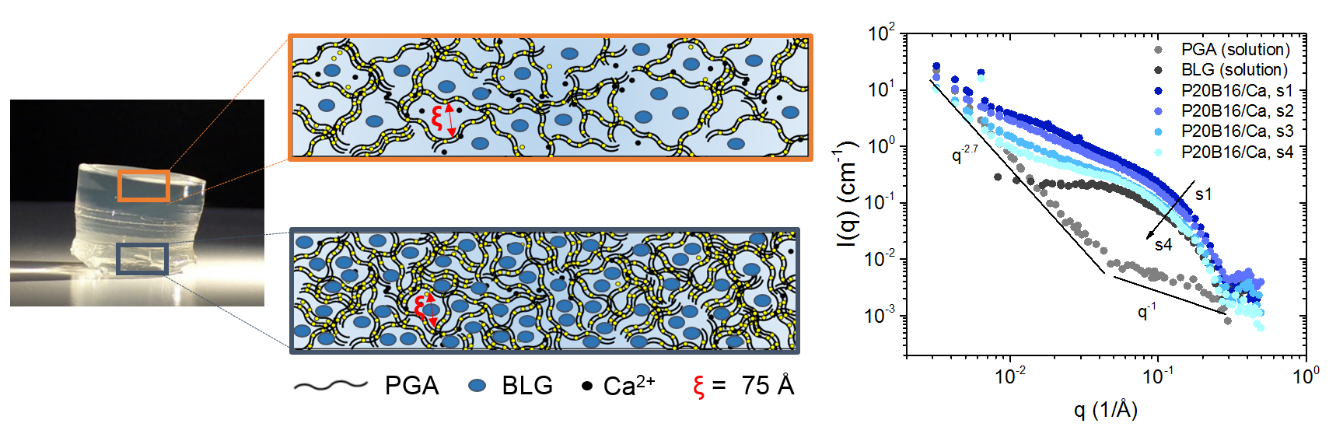 ξ
ξ
PGA
BLG
Ca²⁺
ξ = 75 Å
10²
10¹
10⁰
10⁻¹
10⁻²
10⁻³
I(q) (cm⁻¹)
PGA (solution)
BLG (solution)
P20B16/Ca, s1
P20B16/Ca, s2
P20B16/Ca, s3
P20B16/Ca, s4
q⁻²·⁷
s1
s4
q⁻¹
10⁻²
10⁻¹
10⁰
q (1/Å)